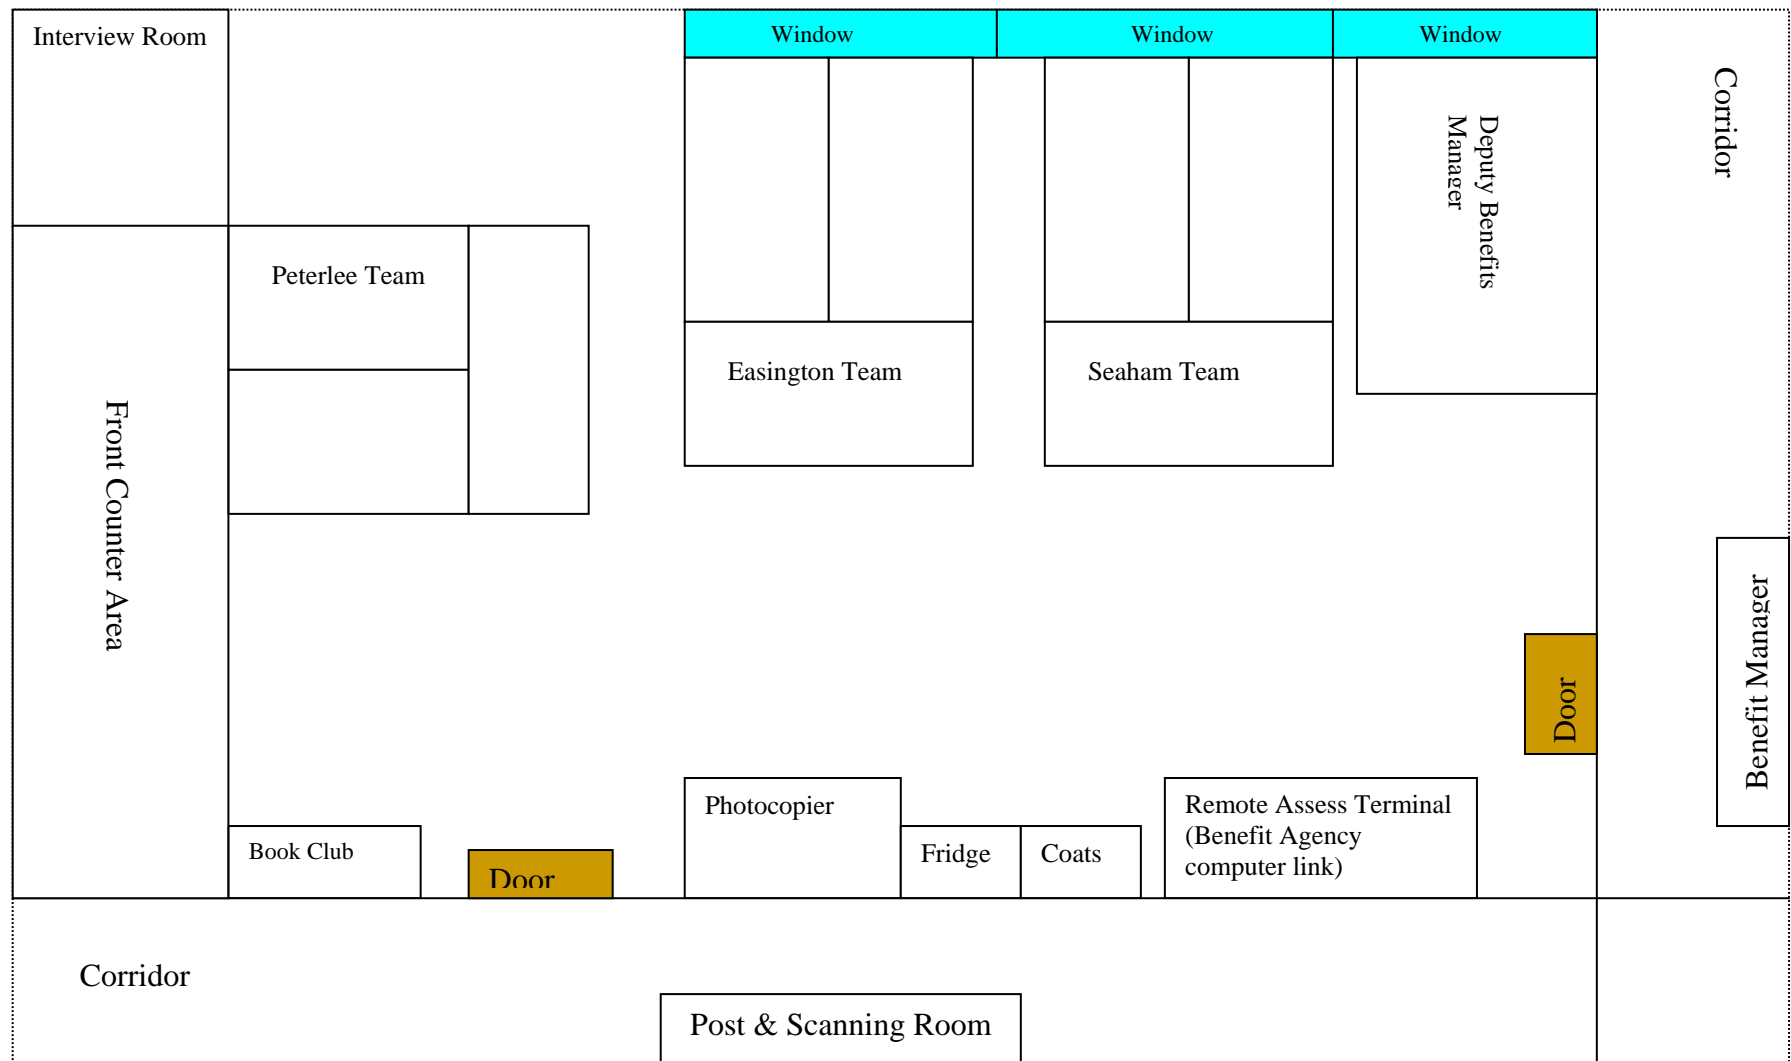 Interview Room
Window
Window
Window
Corridor
Deputy Benefits
Manager
Peterlee Team
Easington Team
Seaham Team
Front Counter Area
Benefit Manager
Door
Photocopier
Remote Assess Terminal
(Benefit Agency
computer link)
Fridge
Coats
Book Club
Door
Corridor
Post & Scanning Room